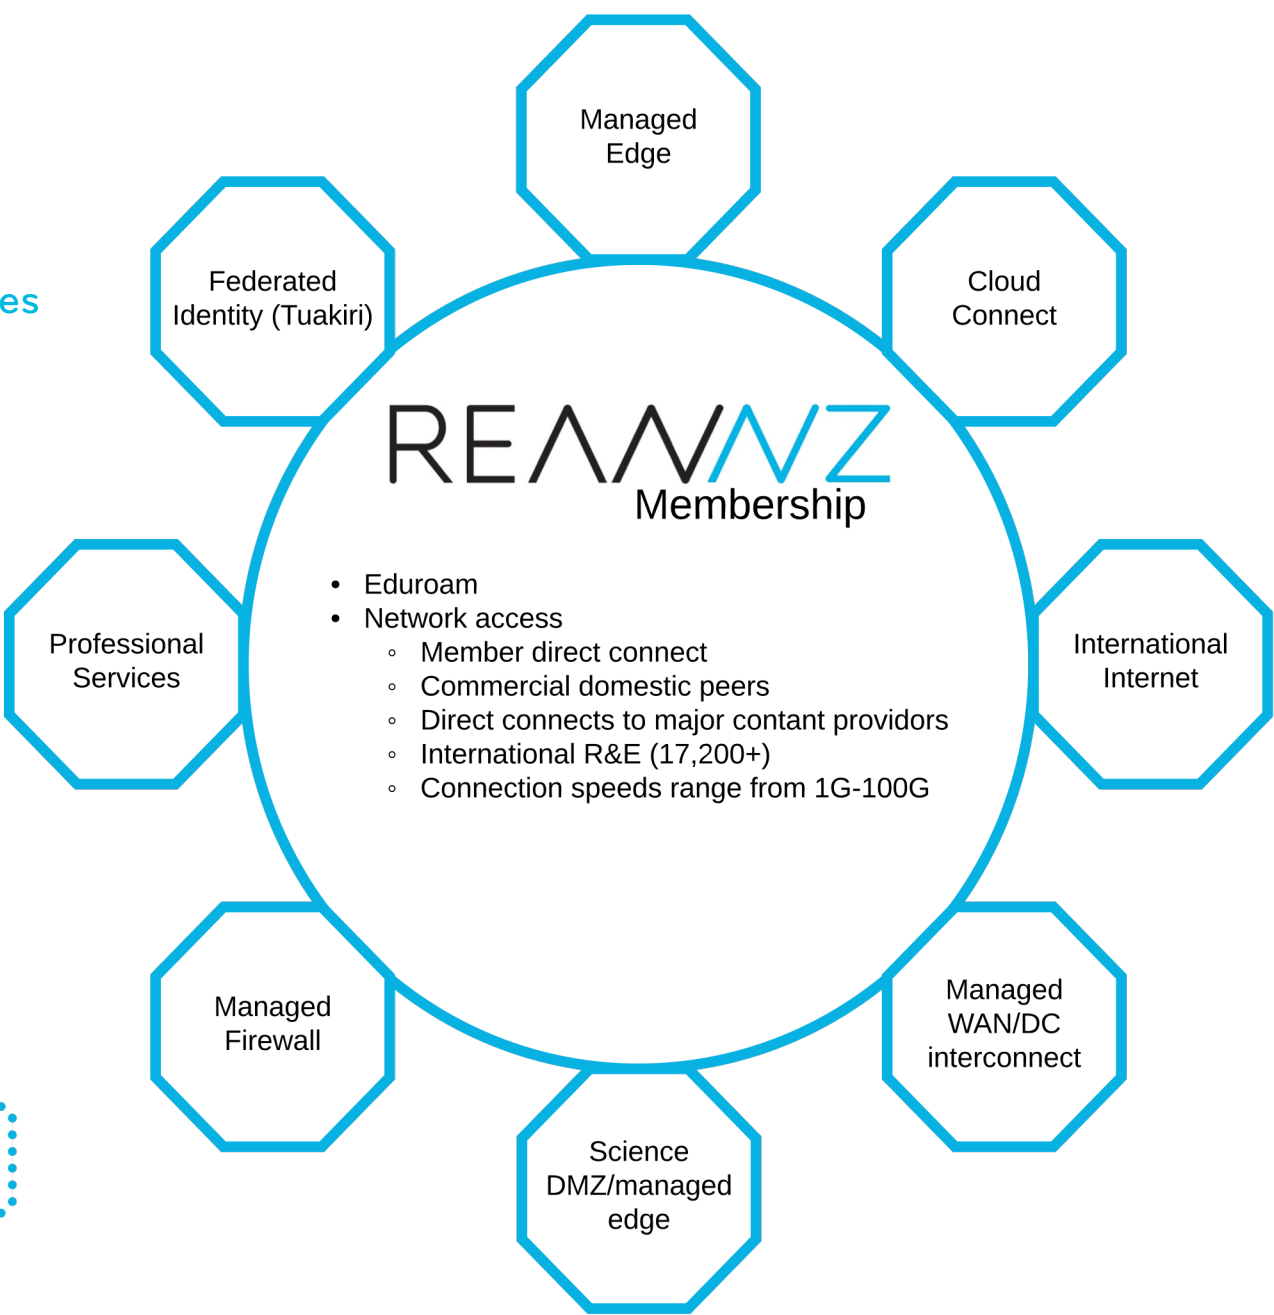 Managed
Edge
Federated
Identity (Tuakiri)
Cloud
Connect
es
REANNZ
Membership
• Eduroam
• Network access
◦ Member direct connect
◦ Commercial domestic peers
◦ Direct connects to major contant providors
◦ International R&E (17,200+)
◦ Connection speeds range from 1G-100G
Professional
Services
International
Internet
Managed
Firewall
Managed
WAN/DC
interconnect
Science
DMZ/managed
edge